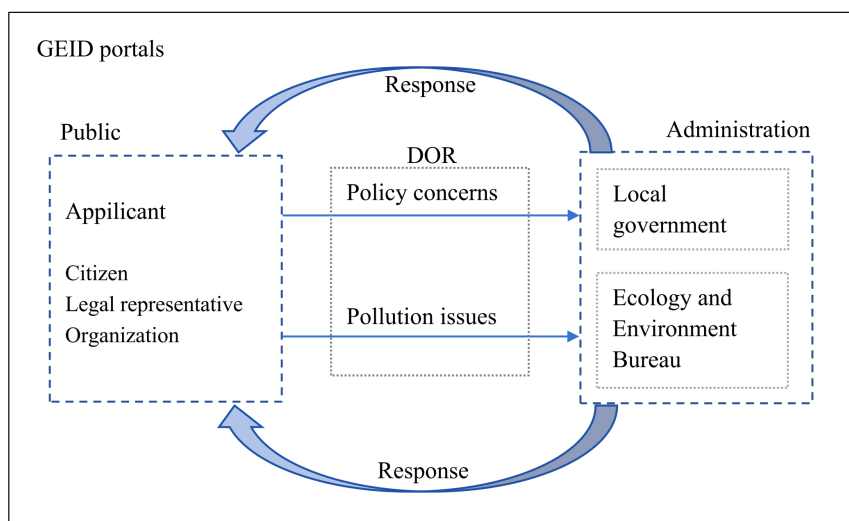 GEID portals
Response
Public
Administration
DOR
Policy concerns
Appilicant
Local
government
Citizen
Legal representative
Organization
Pollution issues
Ecology and
Environment
Bureau
Response